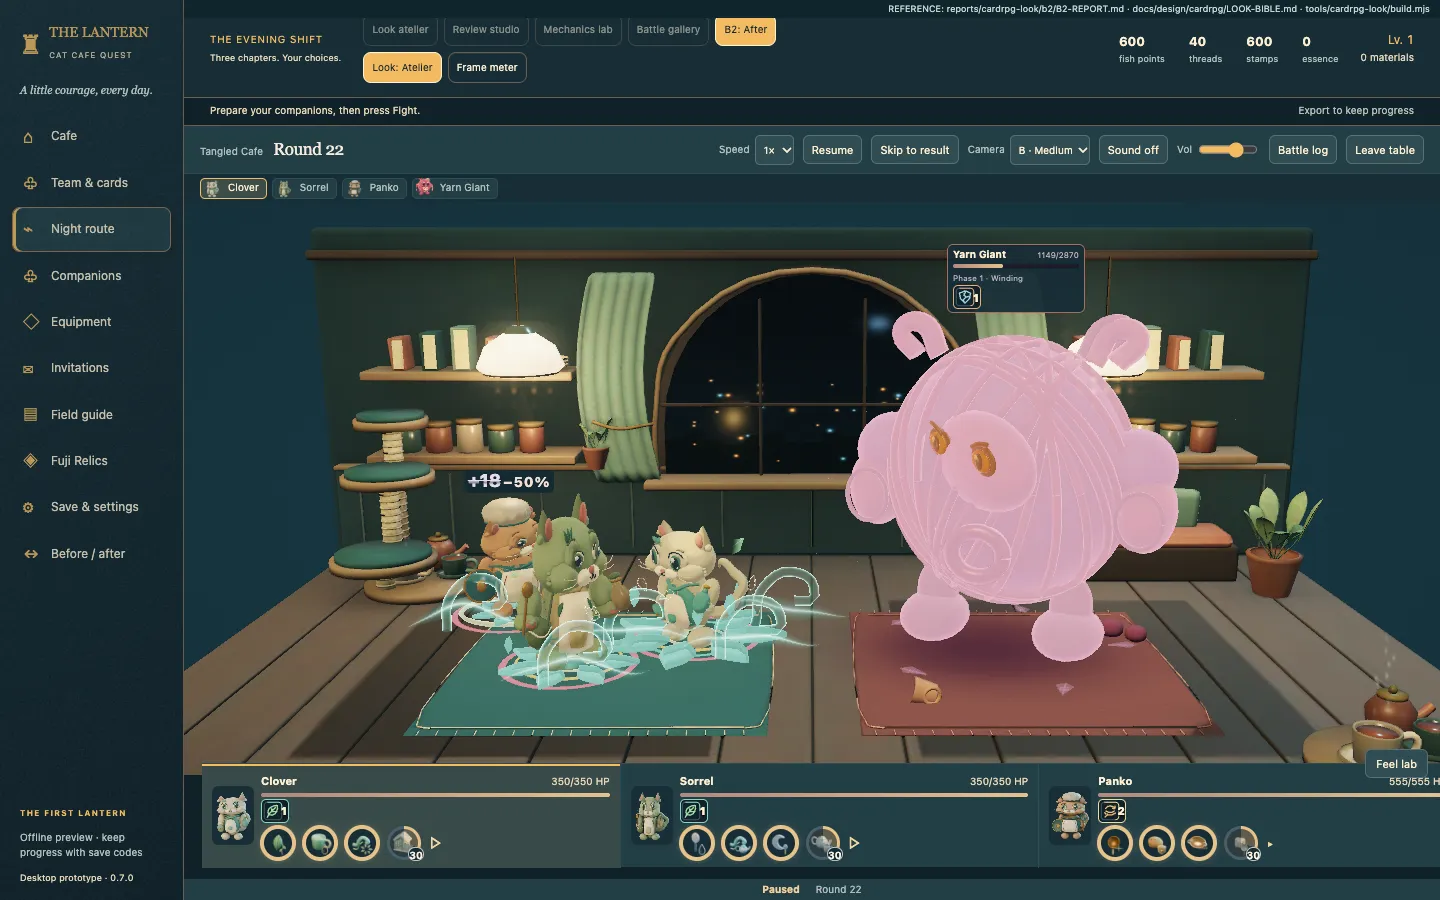 REFERENCE: reports/cardrpg-look/b2/B2-REPORT.md · docs/design/cardrpg/LOOK-BIBLE.md · tools/cardrpg-look/build.mjs
THE LANTERN
CAT CAFE QUEST
A little courage, every day.
Cafe
Team & cards
Night route
Companions
Equipment
Invitations
Field guide
Fuji Relics
Save & settings
Before / after
THE FIRST LANTERN
Offline preview · keep
progress with save codes
Desktop prototype · 0.7.0
THE EVENING SHIFT
Three chapters. Your choices.
Look atelier
Review studio
Mechanics lab
Battle gallery
B2: After
Look: Atelier
Frame meter
600
fish points
40
threads
600
stamps
0
essence
Lv. 1
0 materials
Prepare your companions, then press Fight.
Export to keep progress
Tangled Cafe Round 22
Speed 1x Resume Skip to result Camera B · Medium Sound off Vol Battle log Leave table
Clover Sorrel Panko Yarn Giant
Yarn Giant 1149/2870
Phase 1 · Winding
1
+18 −50%
Feel lab
Clover 350/350 HP
1
30
Sorrel 350/350 HP
1
30
Panko 555/555 H
2
30
Paused Round 22